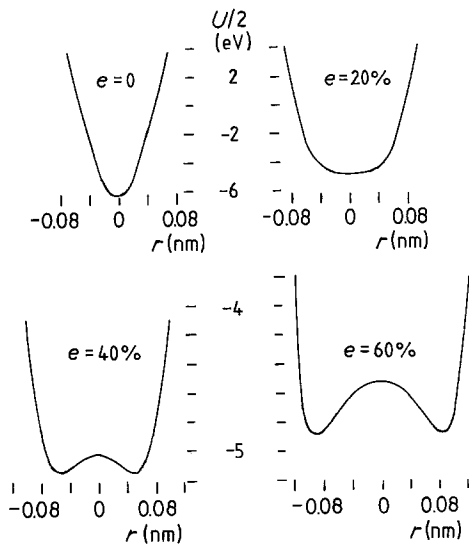 U/2
(eV)
e = 0
2
e = 20%
-2
-6
-0.08 0 0.08
r (nm)
-0.08 0 0.08
r (nm)
-4
e = 40%
e = 60%
-5
-0.08 0 0.08
r (nm)
-0.08 0 0.08
r (nm)